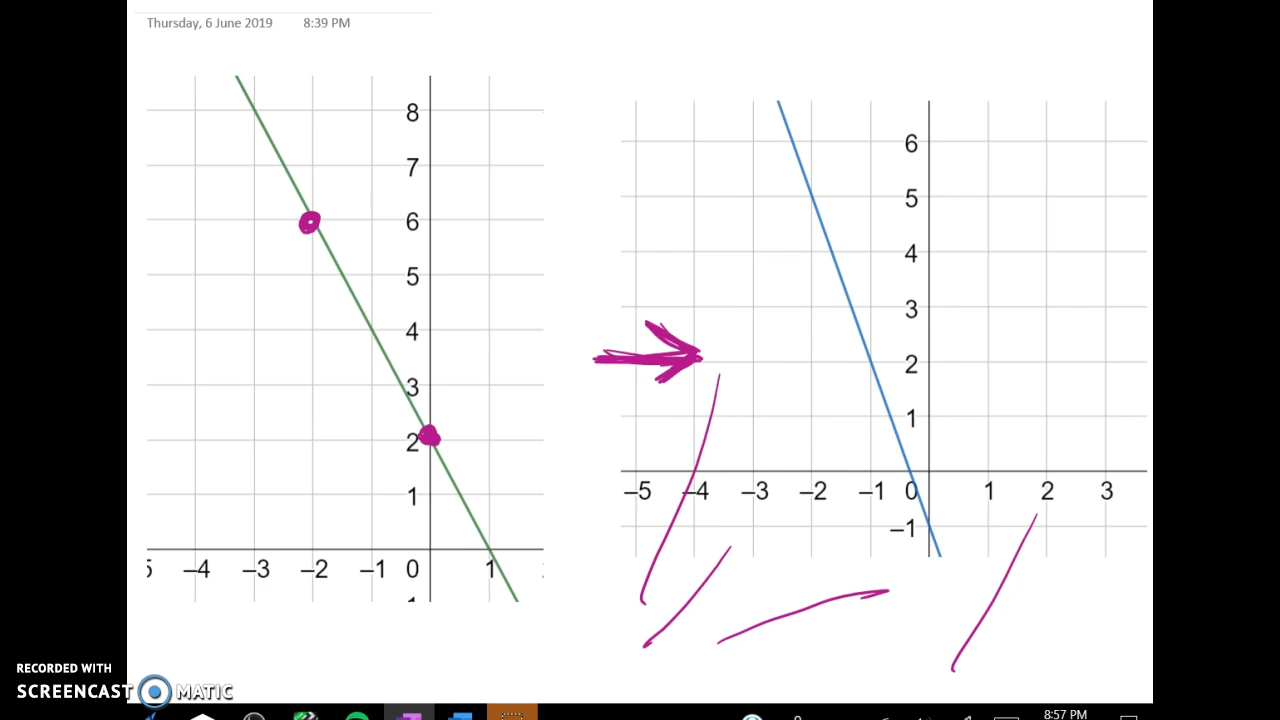 Thursday, 6 June 2019 8:39 PM
8
7
6
5
4
3
2
1
–4 –3 –2 –1 0 1
6
5
4
3
2
1
–5 –4 –3 –2 –1 0 1 2 3
–1
RECORDED WITH
SCREENCAST MATIC
8:57 PM